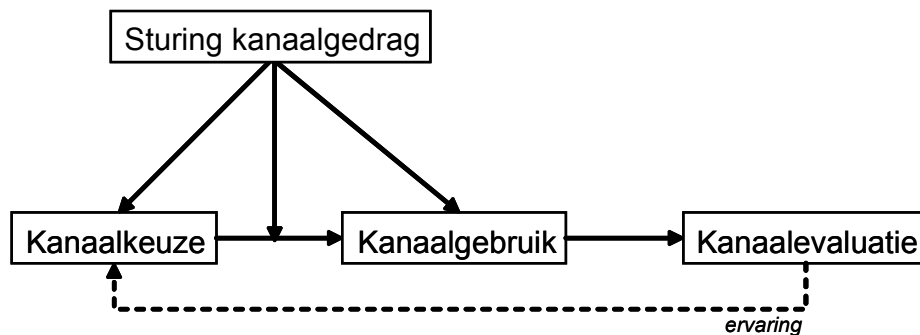 Sturing kanaalgedrag
Kanaalkeuze
Kanaalgebruik
Kanaalevaluatie
ervaring